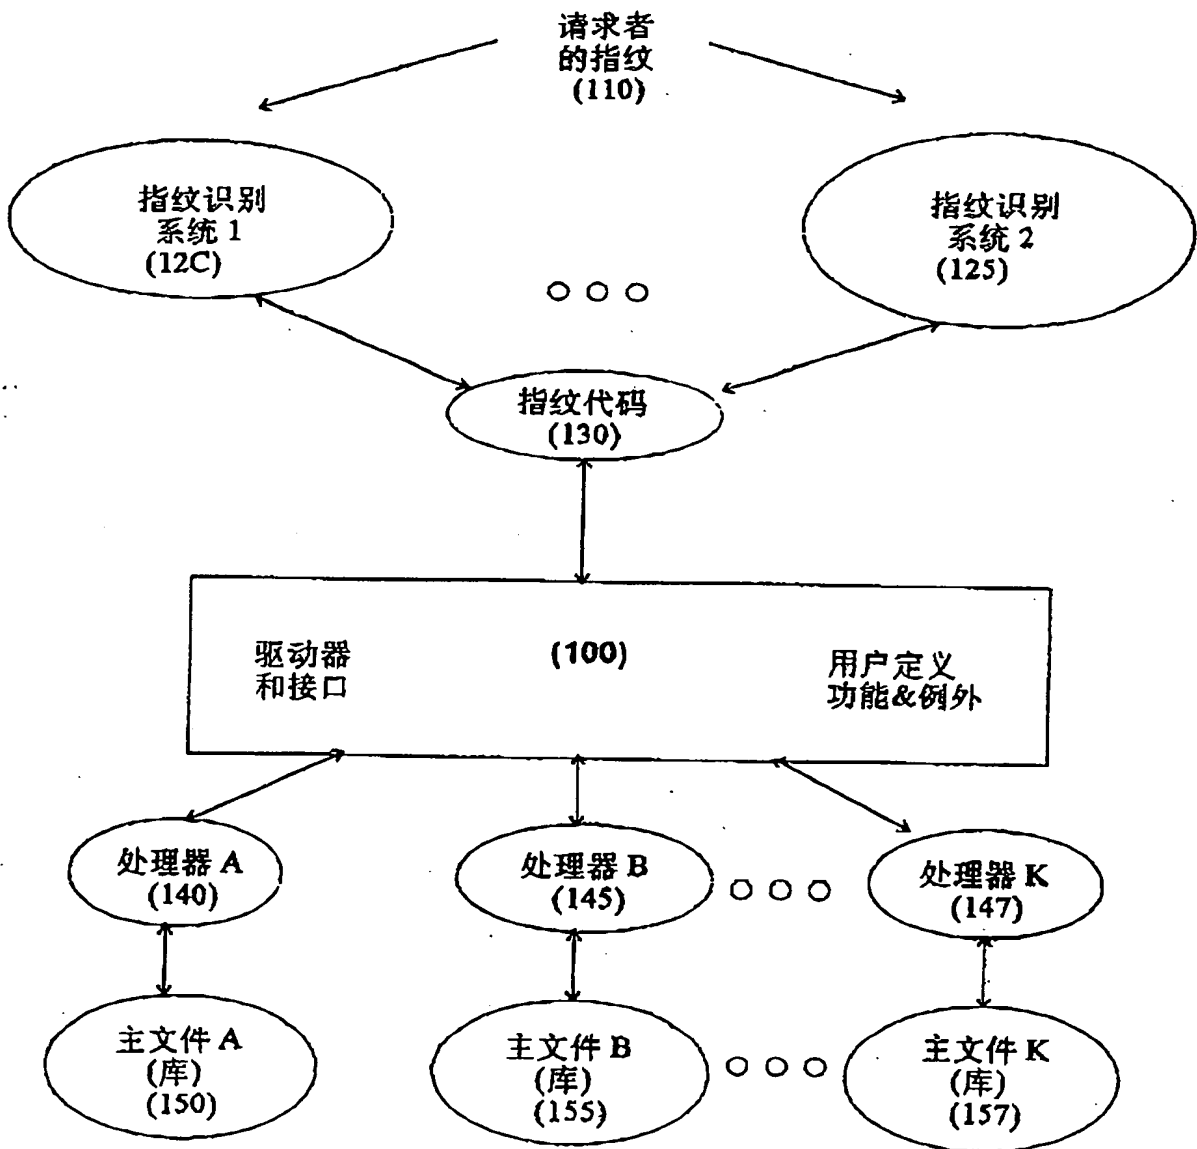 请求者
的指纹
(110)
指纹识别
系统 1
(12C)
指纹识别
系统 2
(125)
指纹代码
(130)
驱动器
和接口
(100)
用户定义
功能&例外
处理器 A
(140)
处理器 B
(145)
处理器 K
(147)
主文件 A
(库)
(150)
主文件 B
(库)
(155)
主文件 K
(库)
(157)